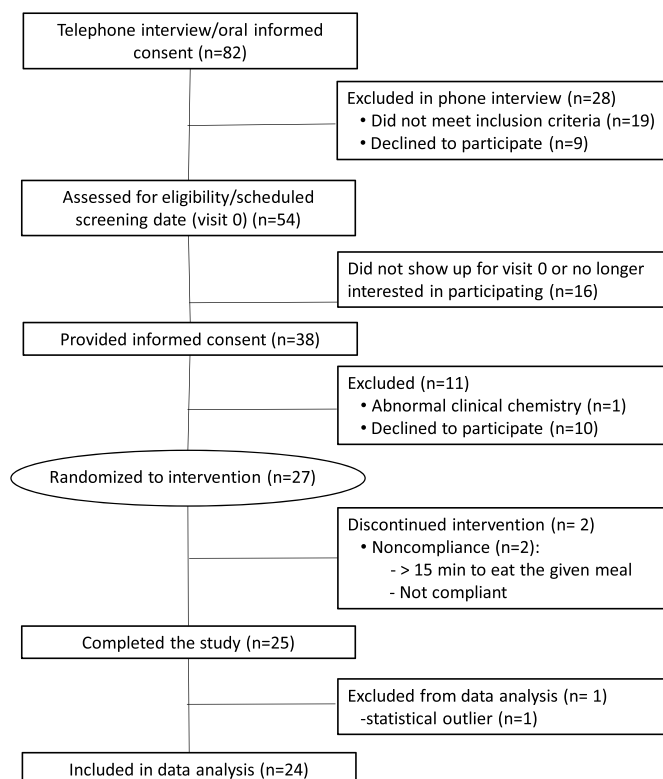 Telephone interview/oral informed
consent (n=82)
Excluded in phone interview (n=28)
• Did not meet inclusion criteria (n=19)
• Declined to participate (n=9)
Assessed for eligibility/scheduled
screening date (visit 0) (n=54)
Did not show up for visit 0 or no longer
interested in participating (n=16)
Provided informed consent (n=38)
Excluded (n=11)
• Abnormal clinical chemistry (n=1)
• Declined to participate (n=10)
Randomized to intervention (n=27)
Discontinued intervention (n= 2)
• Noncompliance (n=2):
- > 15 min to eat the given meal
- Not compliant
Completed the study (n=25)
Excluded from data analysis (n= 1)
-statistical outlier (n=1)
Included in data analysis (n=24)